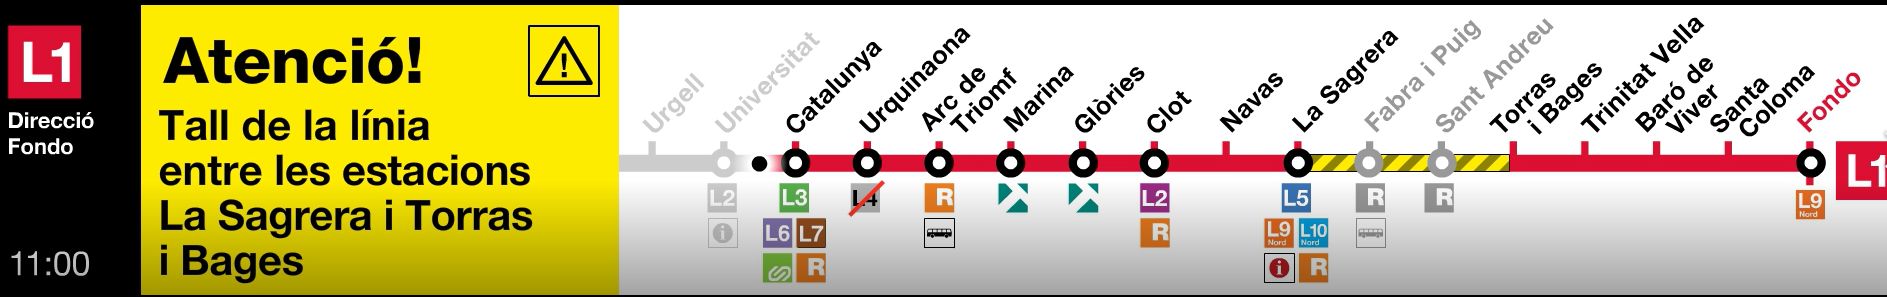 L1
Direcció
Fondo
11:00
Atenció!
Tall de la línia
entre les estacions
La Sagrera i Torras
i Bages
Urgell
Universitat
L2
i
Catalunya
L3
L6 L7
R
Urquinaona
L4
Arc de
Triomf
R
Marina
Glòries
Clot
L2
R
Navas
La Sagrera
L5
L9 Nord L10 Nord
i R
Fabra i Puig
R
Sant Andreu
R
Torras
i Bages
Trinitat Vella
Baró de
Viver
Santa
Coloma
Fondo
L9
Nord
L1